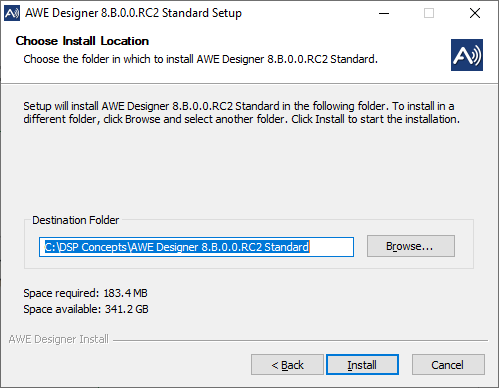 AWE Designer 8.B.0.0.RC2 Standard Setup
Choose Install Location
Choose the folder in which to install AWE Designer 8.B.0.0.RC2 Standard.
Setup will install AWE Designer 8.B.0.0.RC2 Standard in the following folder. To install in a
different folder, click Browse and select another folder. Click Install to start the installation.
Destination Folder
C:\DSP Concepts\AWE Designer 8.B.0.0.RC2 Standard
Browse...
Space required: 183.4 MB
Space available: 341.2 GB
AWE Designer Install
< Back
Install
Cancel